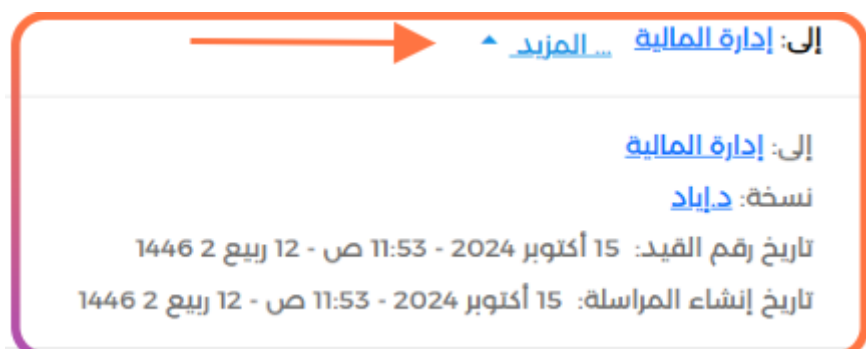 إلى: إدارة المالية ... المزيد
إلى: إدارة المالية
نسخة: د.إياد
تاريخ رقم القيد: 15 أكتوبر 2024 - 11:53 ص - 12 ربيع 2 1446
تاريخ إنشاء المراسلة: 15 أكتوبر 2024 - 11:53 ص - 12 ربيع 2 1446